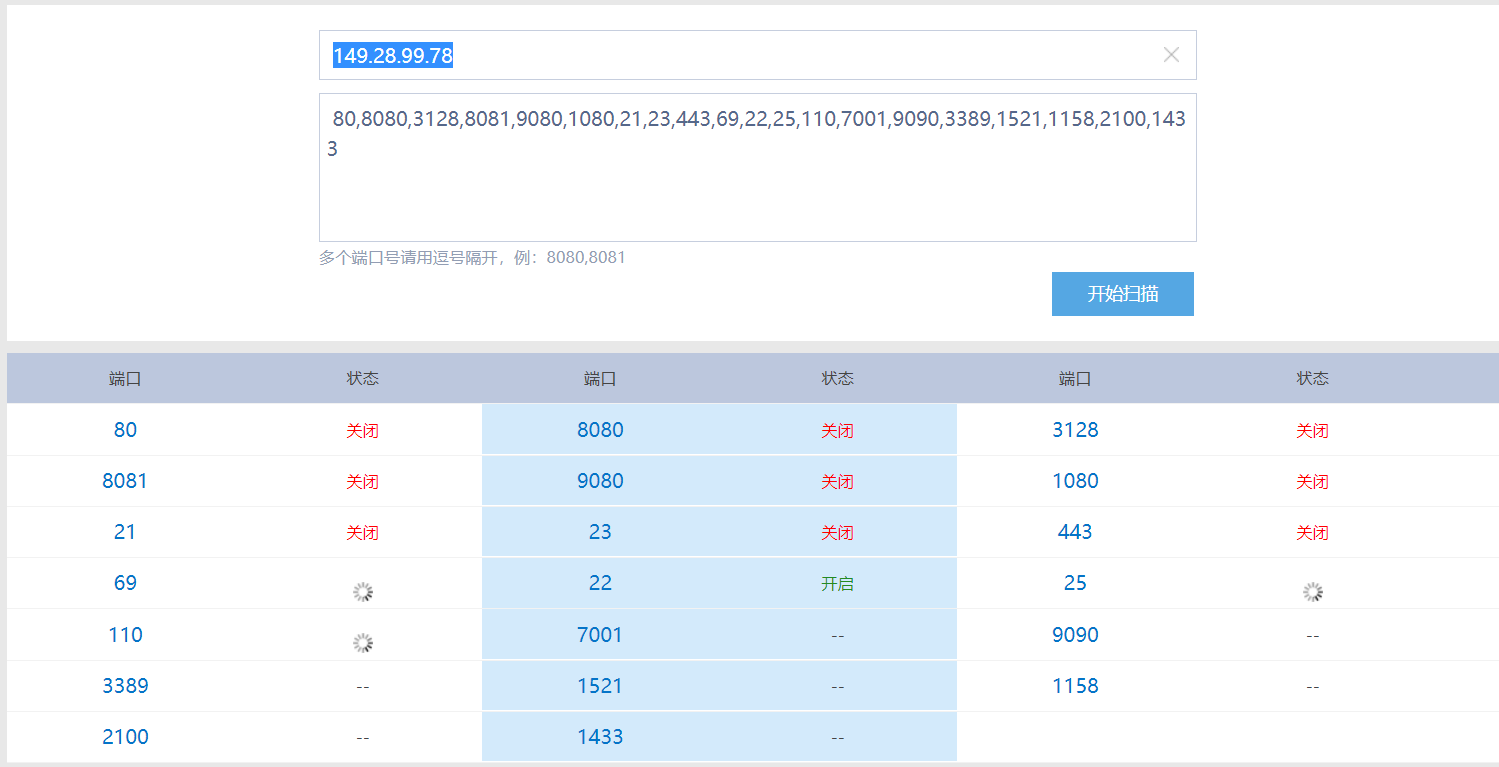 149.28.99.78
80,8080,3128,8081,9080,1080,21,23,443,69,22,25,110,7001,9090,3389,1521,1158,2100,143
3
多个端口号请用逗号隔开，例：8080,8081
开始扫描
端口 状态 端口 状态 端口 状态
80 关闭 8080 关闭 3128 关闭
8081 关闭 9080 关闭 1080 关闭
21 关闭 23 关闭 443 关闭
69 22 开启 25
110 7001 -- 9090 --
3389 -- 1521 -- 1158 --
2100 -- 1433 --